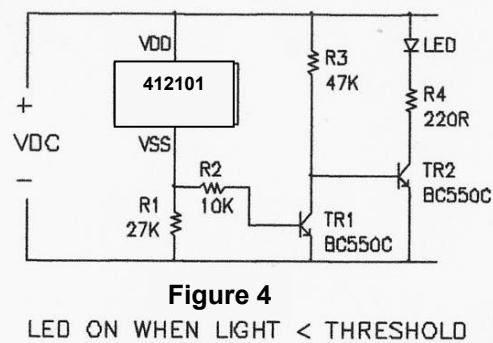 VDD
412101
VSS
+
VDC
−
R1
27K
R2
10K
R3
47K
TR1
BC550C
LED
R4
220R
TR2
BC550C
Figure 4
LED ON WHEN LIGHT < THRESHOLD